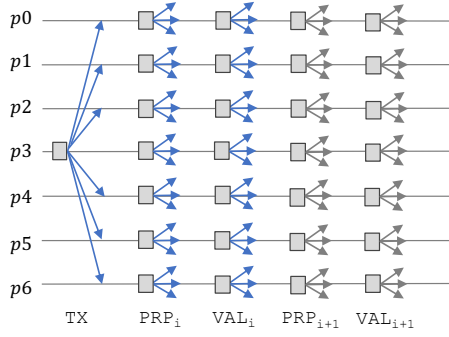 p0
p1
p2
p3
p4
p5
p6
TX PRPᵢ VALᵢ PRPᵢ₊₁ VALᵢ₊₁